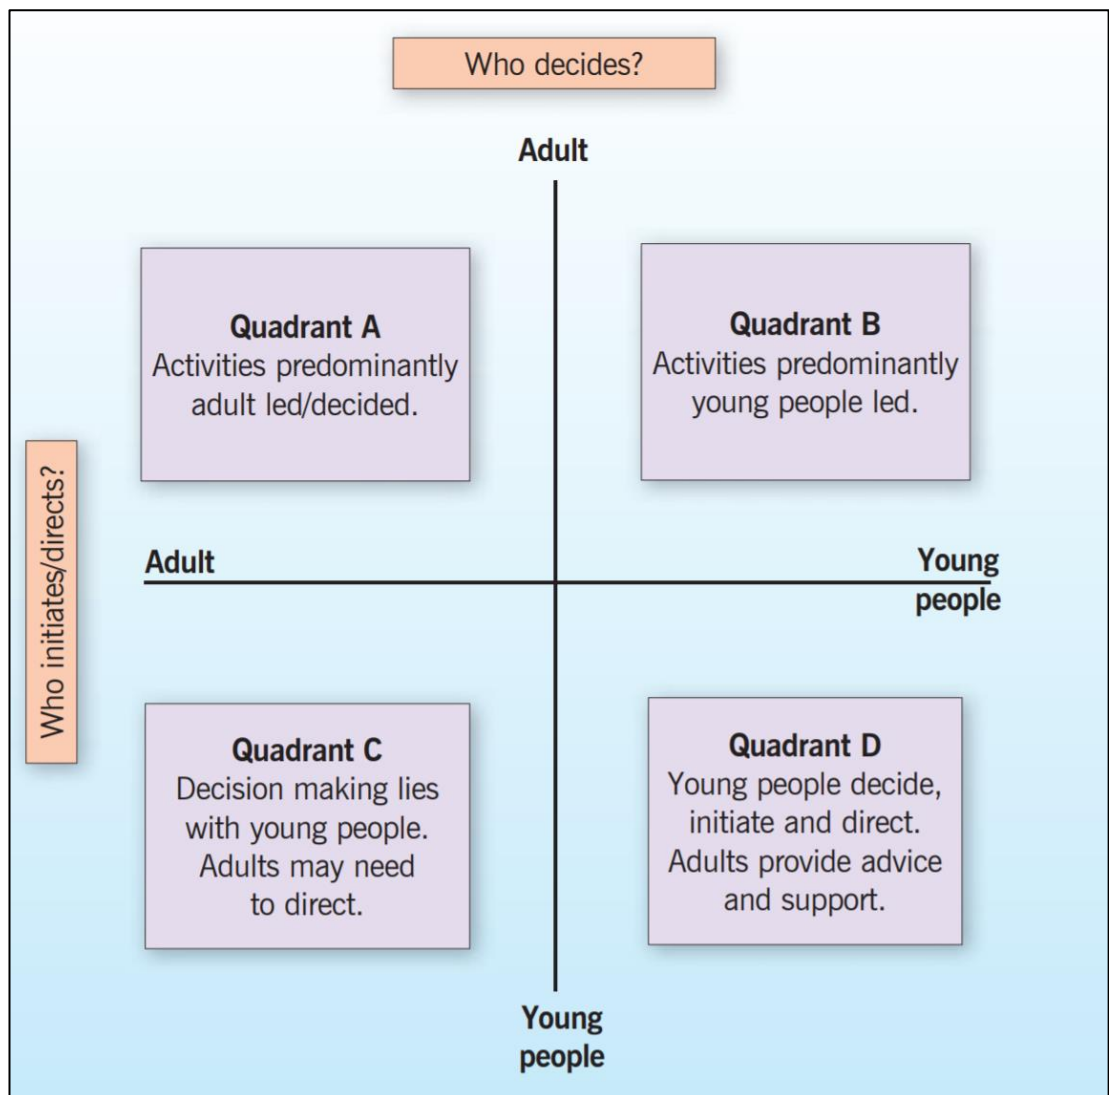 Who decides?
Adult
Quadrant A
Activities predominantly
adult led/decided.
Quadrant B
Activities predominantly
young people led.
Who initiates/directs?
Adult
Young
people
Quadrant C
Decision making lies
with young people.
Adults may need
to direct.
Quadrant D
Young people decide,
initiate and direct.
Adults provide advice
and support.
Young
people